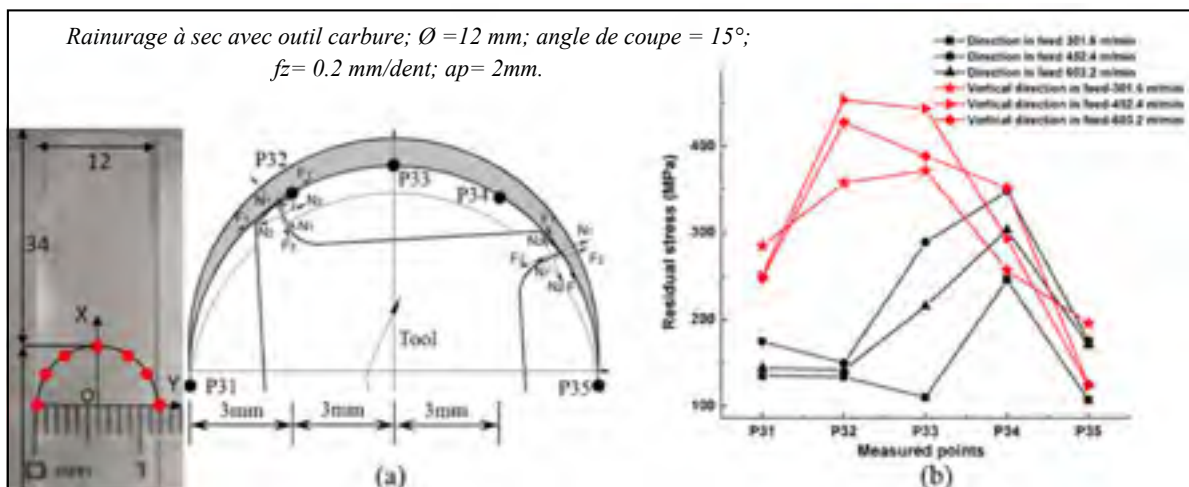 Rainurage à sec avec outil carbure; Ø =12 mm; angle de coupe = 15°;
fz= 0.2 mm/dent; ap= 2mm.
12
34
X
Y
O
mm
1
P32
P33
P34
Tool
P31
P35
3mm
3mm
3mm
(a)
Direction in feed 301.6 m/min
Direction in feed 452.4 m/min
Direction in feed 603.2 m/min
Vertical direction in feed-301.6 m/min
Vertical direction in feed-452.4 m/min
Vertical direction in feed-603.2 m/min
Residual stress (MPa)
400
300
200
100
P31 P32 P33 P34 P35
Measured points
(b)